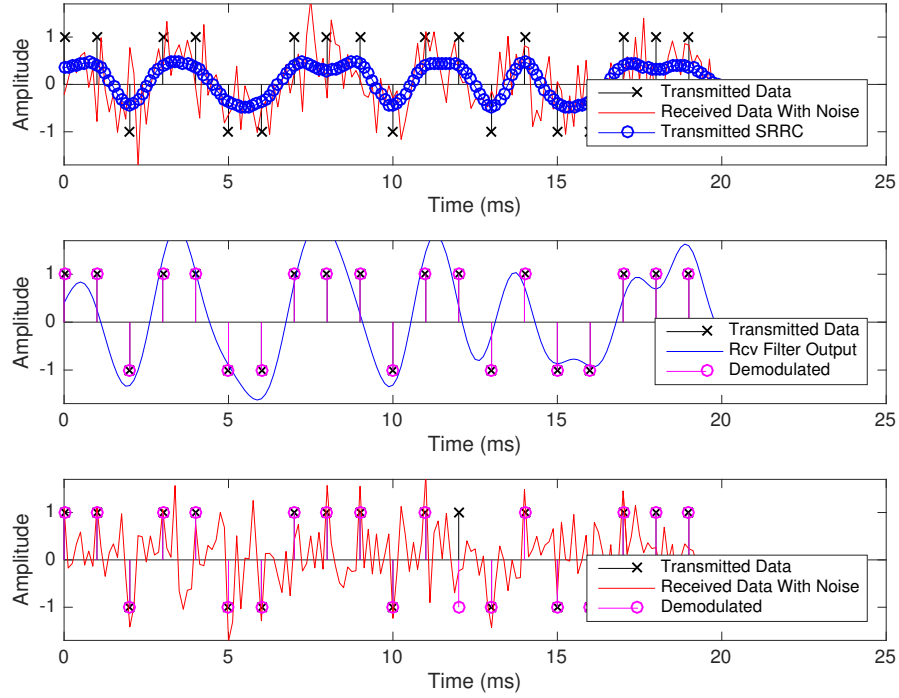 Amplitude
1
0
-1
0
5
10
15
20
25
Time (ms)
Transmitted Data
Received Data With Noise
Transmitted SRRC
Amplitude
1
0
-1
0
5
10
15
20
25
Time (ms)
Transmitted Data
Rcv Filter Output
Demodulated
Amplitude
1
0
-1
0
5
10
15
20
25
Time (ms)
Transmitted Data
Received Data With Noise
Demodulated